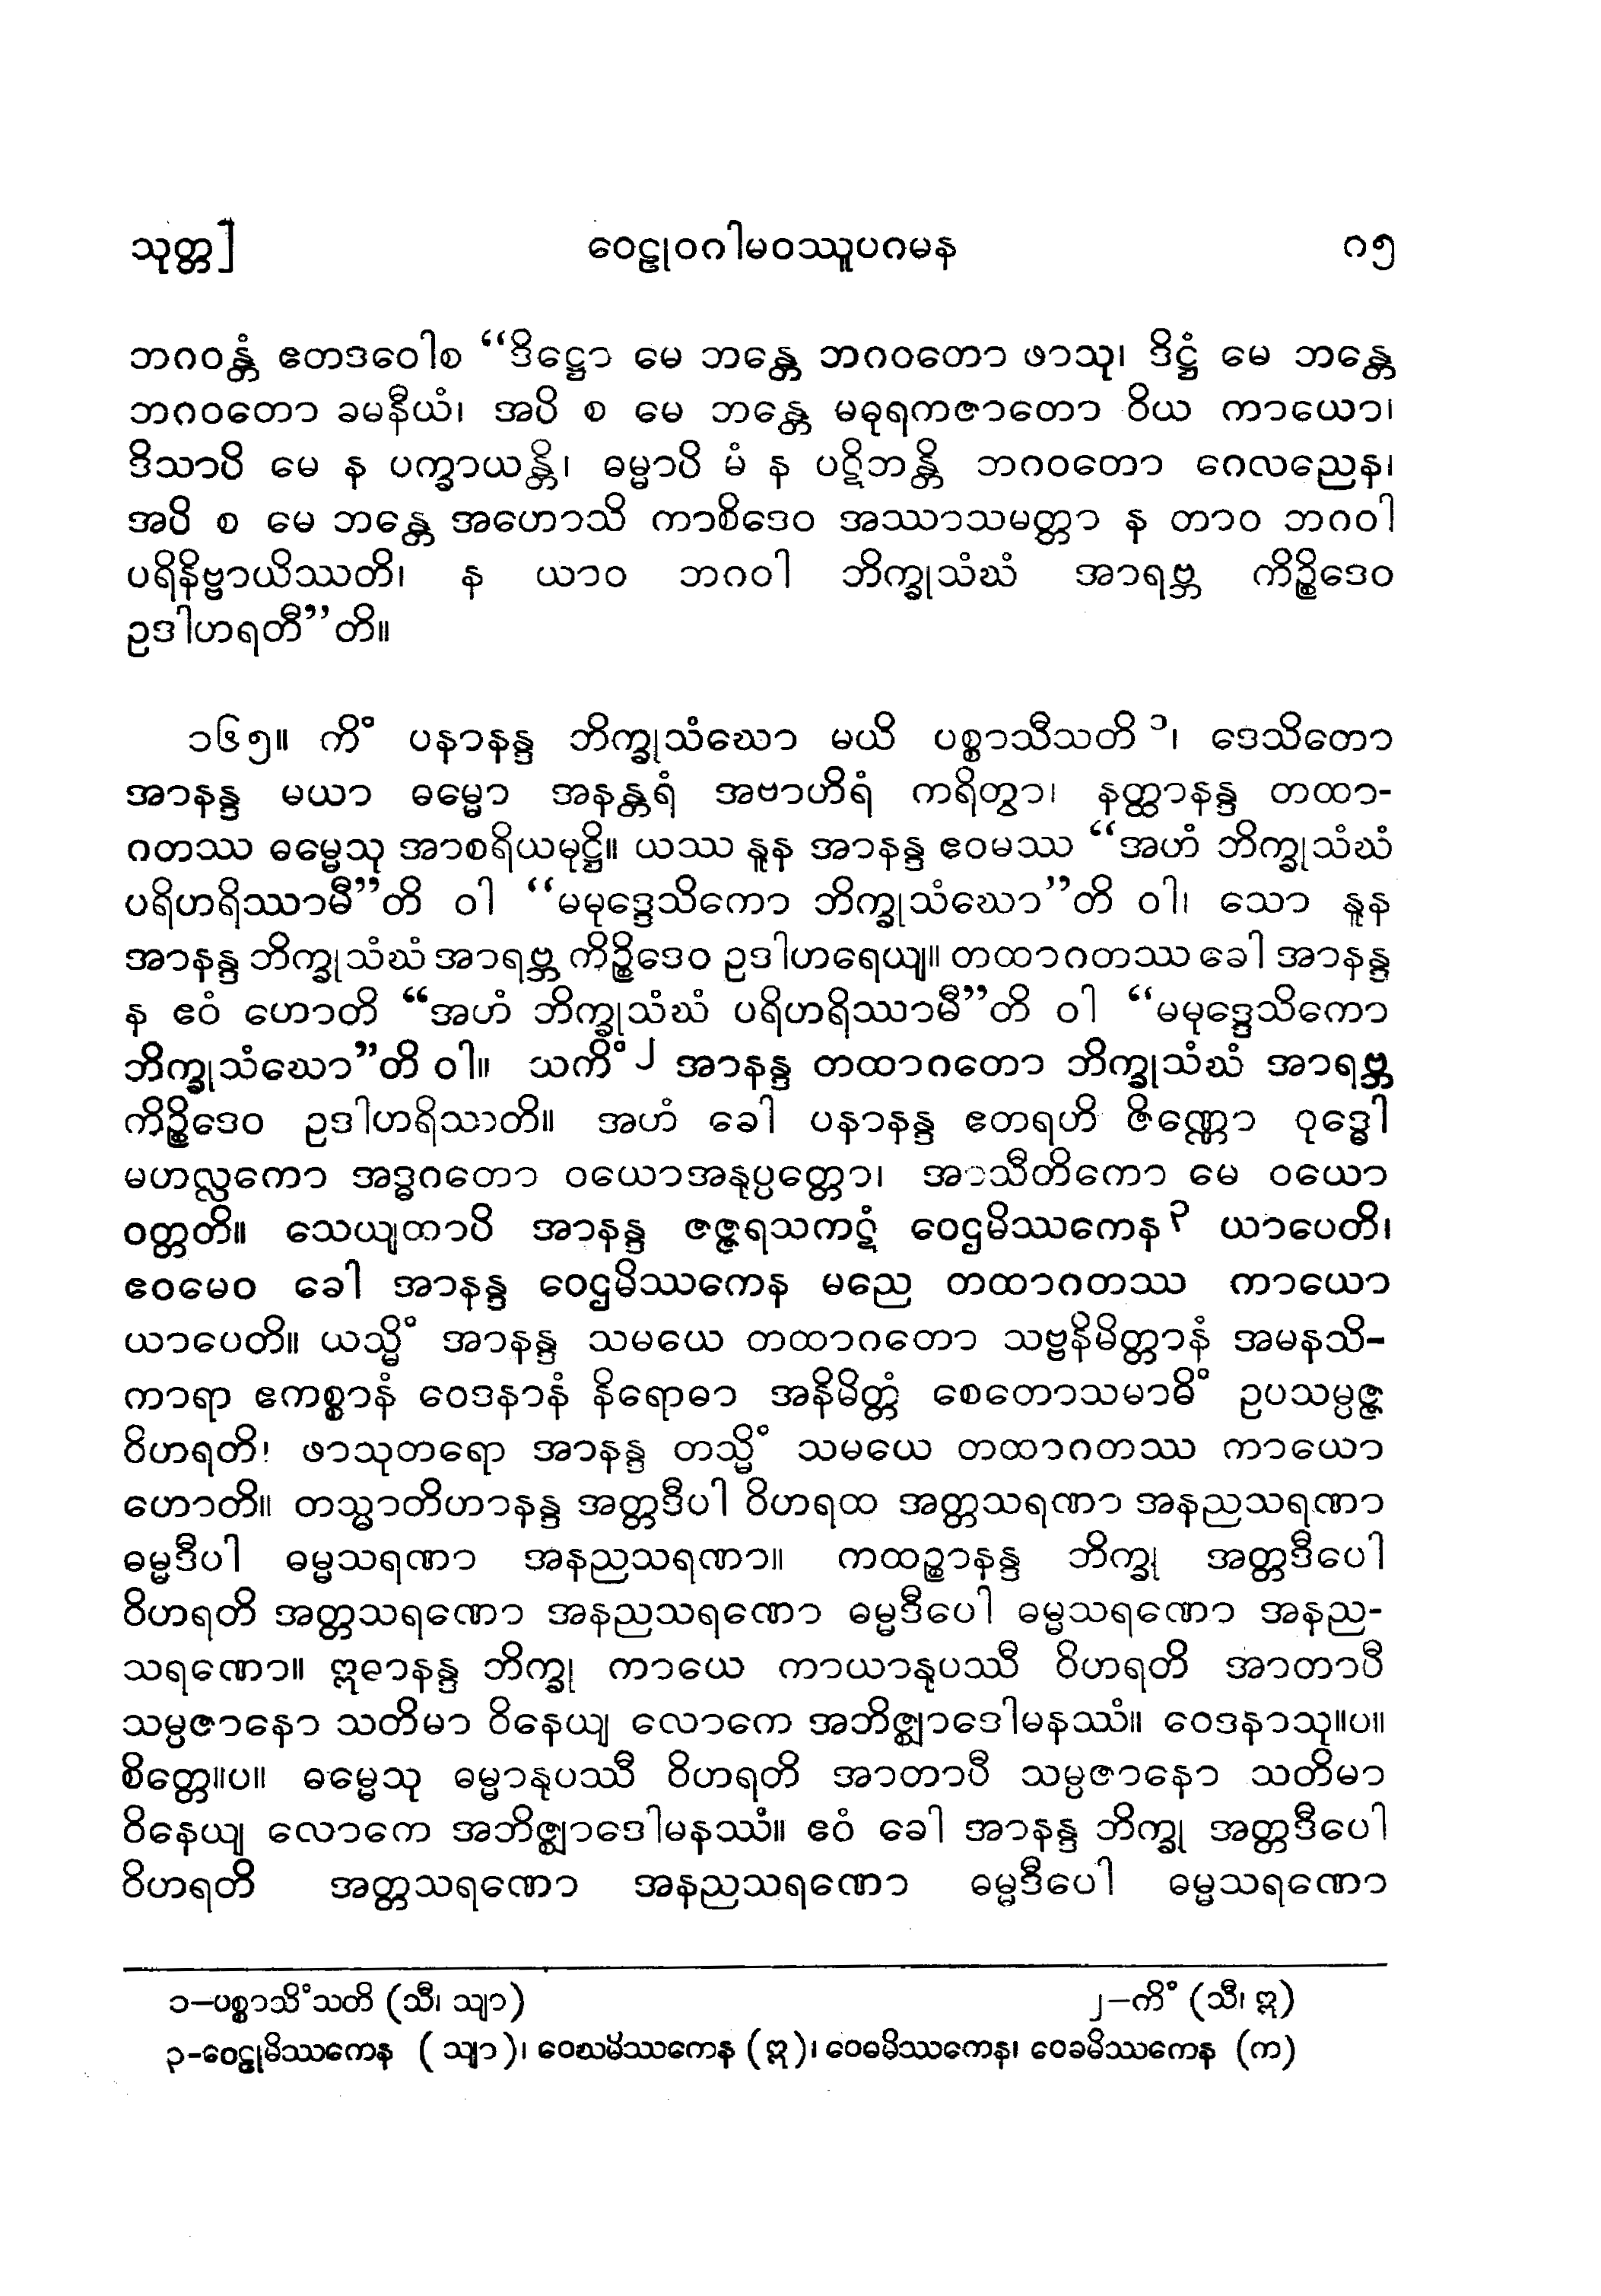 သုတ္တ] ဝေဠုဝဂါမဝဿူပဂမန ဂ၅
ဘဂဝန္တံ ဧတဒဝေါစ “ဒိဋ္ဌော မေ ဘန္တေ ဘဂဝတော ဖာသု၊ ဒိဋ္ဌံ မေ ဘန္တေ
ဘဂဝတော ခမနီယံ၊ အပိ စ မေ ဘန္တေ မဓုရကဇာတော ဝိယ ကာယော၊
ဒိသာပိ မေ န ပက္ခာယန္တိ၊ ဓမ္မာပိ မံ န ပဋိဘန္တိ ဘဂဝတော ဂေလညေန၊
အပိ စ မေ ဘန္တေ အဟောသိ ကာစိဒေဝ အဿာသမတ္တာ န တာဝ ဘဂဝါ
ပရိနိဗ္ဗာယိဿတိ၊ န ယာဝ ဘဂဝါ ဘိက္ခုသံဃံ အာရဗ္ဘ ကိဉ္စိဒေဝ
ဥဒါဟရတီ”တိ။
၁၆၅။ ကိံ ပနာနန္ဒ ဘိက္ခုသံဃော မယိ ပစ္စာသီသတိ ၁၊ ဒေသိတော
အာနန္ဒ မယာ ဓမ္မော အနန္တရံ အဗာဟိရံ ကရိတွာ၊ နတ္ထာနန္ဒ တထာ-
ဂတဿ ဓမ္မေသု အာစရိယမုဋ္ဌိ။ ယဿ နူန အာနန္ဒ ဧဝမဿ “အဟံ ဘိက္ခုသံဃံ
ပရိဟရိဿာမီ”တိ ဝါ “မမုဒ္ဒေသိကော ဘိက္ခုသံဃော”တိ ဝါ၊ သော နူန
အာနန္ဒ ဘိက္ခုသံဃံ အာရဗ္ဘ ကိဉ္စိဒေဝ ဥဒါဟရေယျ။ တထာဂတဿ ခေါ အာနန္ဒ
န ဧဝံ ဟောတိ “အဟံ ဘိက္ခုသံဃံ ပရိဟရိဿာမီ”တိ ဝါ “မမုဒ္ဒေသိကော
ဘိက္ခုသံဃော”တိ ဝါ။ သကိံ ၂ အာနန္ဒ တထာဂတော ဘိက္ခုသံဃံ အာရဗ္ဘ
ကိဉ္စိဒေဝ ဥဒါဟရိဿတိ။ အဟံ ခေါ ပနာနန္ဒ ဧတရဟိ ဇိဏ္ဏော ဝုဒ္ဓေါ
မဟလ္လကော အဒ္ဓဂတော ဝယောအနုပ္ပတ္တော၊ အာသီတိကော မေ ဝယော
ဝတ္တတိ။ သေယျထာပိ အာနန္ဒ ဇဇ္ဇရသကဋံ ဝေဌမိဿကေန ၃ ယာပေတိ၊
ဧဝမေဝ ခေါ အာနန္ဒ ဝေဌမိဿကေန မညေ တထာဂတဿ ကာယော
ယာပေတိ။ ယသ္မိံ အာနန္ဒ သမယေ တထာဂတော သဗ္ဗနိမိတ္တာနံ အမနသိ-
ကာရာ ဧကစ္စာနံ ဝေဒနာနံ နိရောဓာ အနိမိတ္တံ စေတောသမာဓိံ ဥပသမ္ပဇ္ဇ
ဝိဟရတိ၊ ဖာသုတရော အာနန္ဒ တသ္မိံ သမယေ တထာဂတဿ ကာယော
ဟောတိ။ တသ္မာတိဟာနန္ဒ အတ္တဒီပါ ဝိဟရထ အတ္တသရဏာ အနညသရဏာ
ဓမ္မဒီပါ ဓမ္မသရဏာ အနညသရဏာ။ ကထဉ္စာနန္ဒ ဘိက္ခု အတ္တဒီပေါ
ဝိဟရတိ အတ္တသရဏော အနညသရဏော ဓမ္မဒီပေါ ဓမ္မသရဏော အနည-
သရဏော။ ဣဓာနန္ဒ ဘိက္ခု ကာယေ ကာယာနုပဿီ ဝိဟရတိ အာတာပီ
သမ္ပဇာနော သတိမာ ဝိနေယျ လောကေ အဘိဇ္ဈာဒေါမနဿံ။ ဝေဒနာသု။ပ။
စိတ္တေ။ပ။ ဓမ္မေသု ဓမ္မာနုပဿီ ဝိဟရတိ အာတာပီ သမ္ပဇာနော သတိမာ
ဝိနေယျ လောကေ အဘိဇ္ဈာဒေါမနဿံ။ ဧဝံ ခေါ အာနန္ဒ ဘိက္ခု အတ္တဒီပေါ
ဝိဟရတိ အတ္တသရဏော အနညသရဏော ဓမ္မဒီပေါ ဓမ္မသရဏော
၁–ပစ္စာသိံသတိ (သီ၊ သျာ) ၂–ကိံ (သီ၊ ဣ)
၃-ဝေဠုမိဿကေန (သျာ)၊ ဝေဃမိဿကေန (ဣ)၊ ဝေဓမိဿကေန၊ ဝေခမိဿကေန (က)